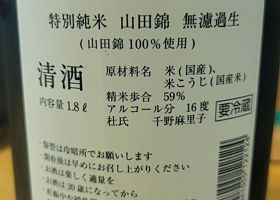 特別純米 山田錦 無濾過生
(山田錦100%使用)
清酒
内容量1.8ℓ
原材料名 米(国産)、
米こうじ(国産米)
精米歩合 59%
アルコール分 16度
杜氏 千野麻里子
要冷蔵
・保管は冷暗所でお願いします
・開栓後は早めにお召し上がりください
・お酒は楽しく適量を
・お酒は20歳になってから